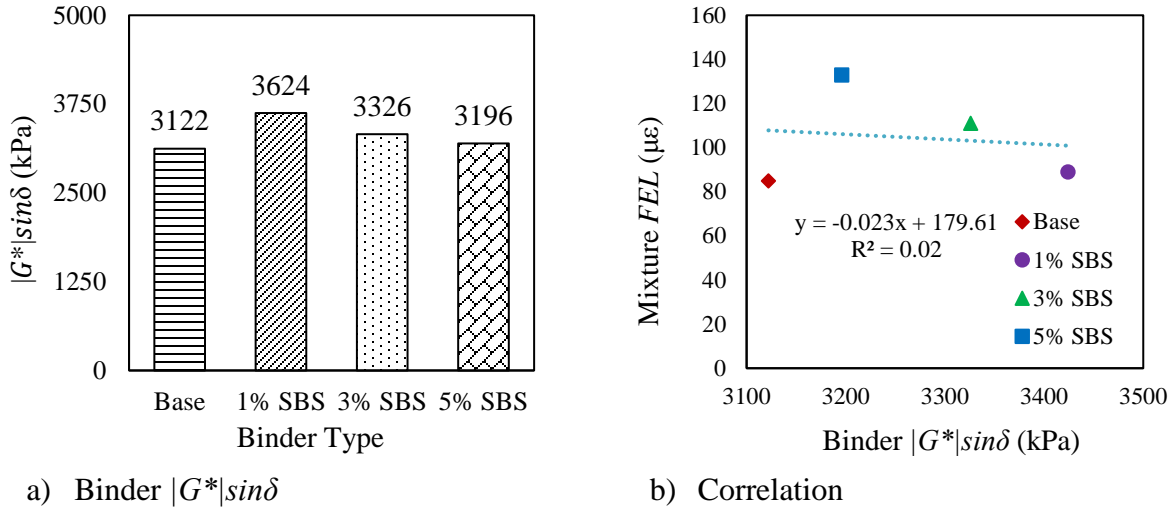 5000
3750
2500
1250
0
|G*|sinδ (kPa)
3122
3624
3326
3196
Base 1% SBS 3% SBS 5% SBS
Binder Type
a) Binder |G*|sinδ
160
140
120
100
80
60
40
20
0
Mixture FEL (με)
y = -0.023x + 179.61
R² = 0.02
Base
1% SBS
3% SBS
5% SBS
3100 3200 3300 3400 3500
Binder |G*|sinδ (kPa)
b) Correlation